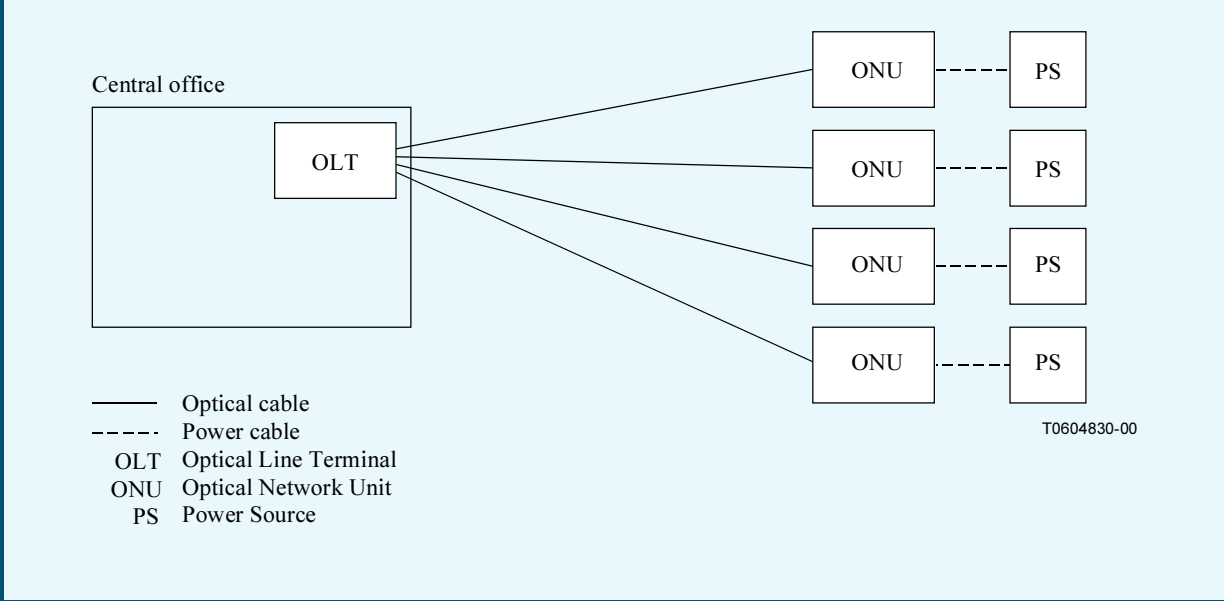 Central office
OLT
ONU
PS
ONU
PS
ONU
PS
ONU
PS
T0604830-00
Optical cable
Power cable
OLT Optical Line Terminal
ONU Optical Network Unit
PS Power Source